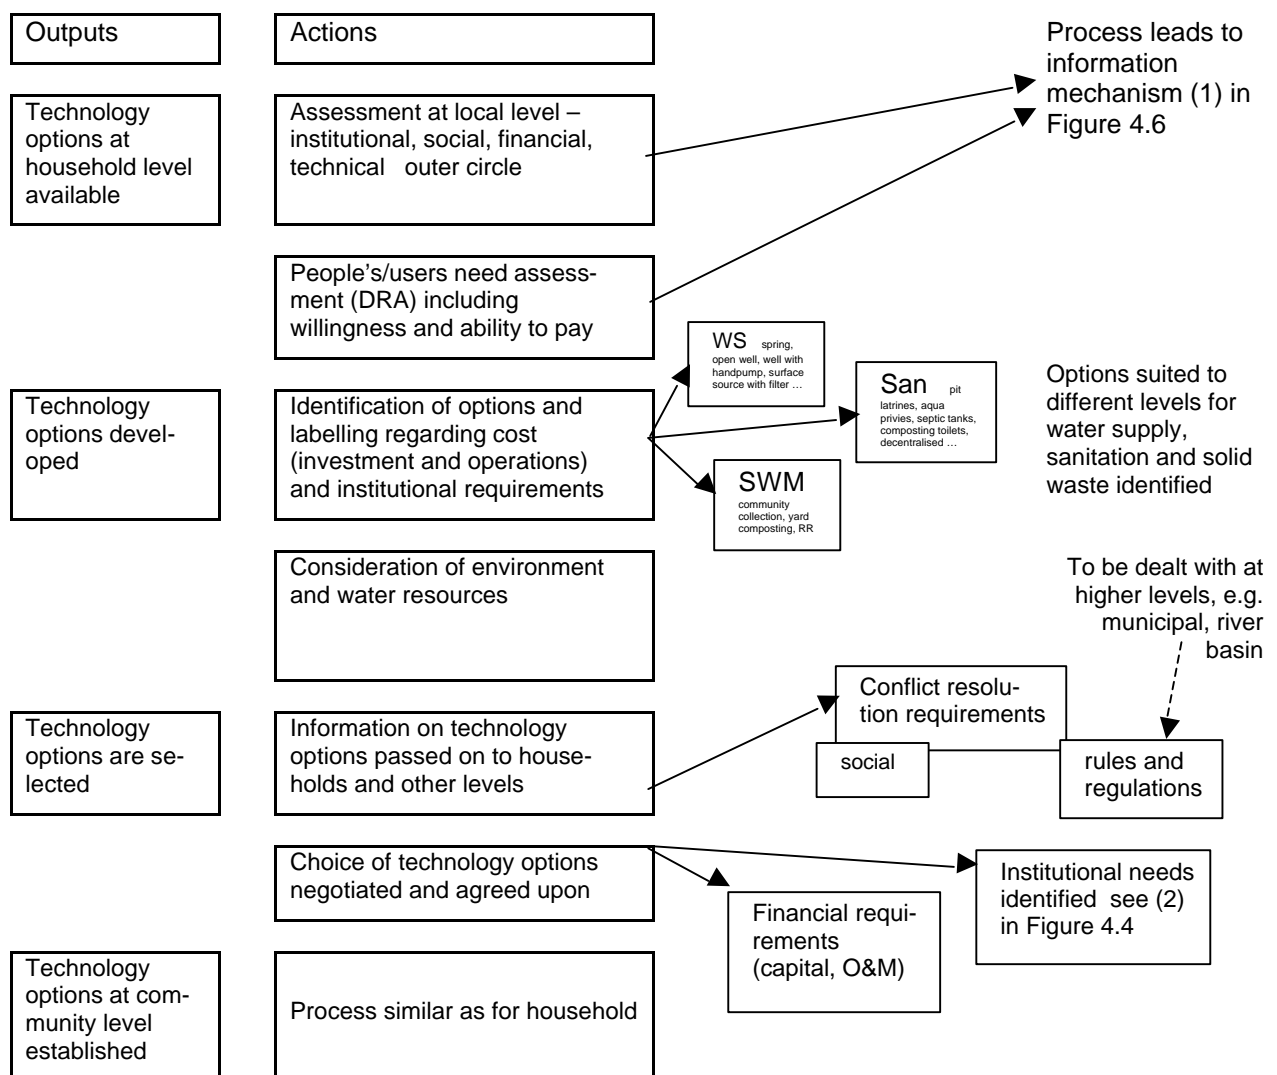 Outputs
Actions
Process leads to
information
mechanism (1) in
Figure 4.6
Technology
options at
household level
available
Assessment at local level –
institutional, social, financial,
technical outer circle
People's/users need assess-
ment (DRA) including
willingness and ability to pay
WS spring,
open well, well with
handpump, surface
source with filter ...
San pit
latrines, aqua
privies, septic tanks,
composting toilets,
decentralised ...
SWM
community
collection, yard
composting, RR
Options suited to
different levels for
water supply,
sanitation and solid
waste identified
Technology
options devel-
oped
Identification of options and
labelling regarding cost
(investment and operations)
and institutional requirements
Consideration of environment
and water resources
To be dealt with at
higher levels, e.g.
municipal, river
basin
Technology
options are se-
lected
Information on technology
options passed on to house-
holds and other levels
Conflict resolu-
tion requirements
social
rules and
regulations
Choice of technology options
negotiated and agreed upon
Financial requi-
rements
(capital, O&M)
Institutional needs
identified see (2)
in Figure 4.4
Technology
options at com-
munity level
established
Process similar as for household